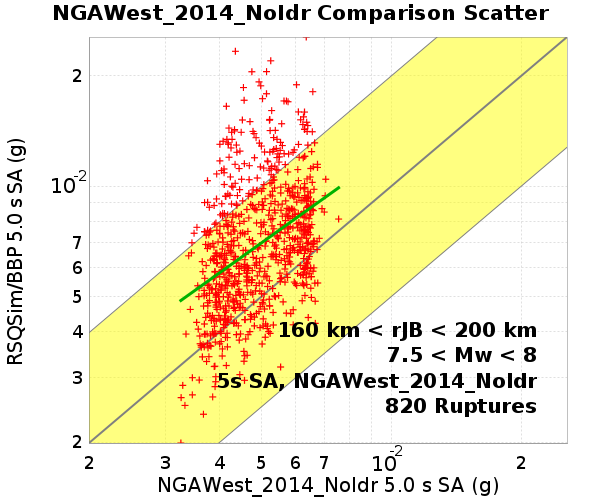 NGAWest_2014_NoIdr Comparison Scatter
RSQSim/BBP 5.0 s SA (g)
2
10-2
7
6
5
4
3
2
160 km < rJB < 200 km
7.5 < Mw < 8
5s SA, NGAWest_2014_NoIdr
820 Ruptures
2 3 4 5 6 7 10-2 2
NGAWest_2014_NoIdr 5.0 s SA (g)